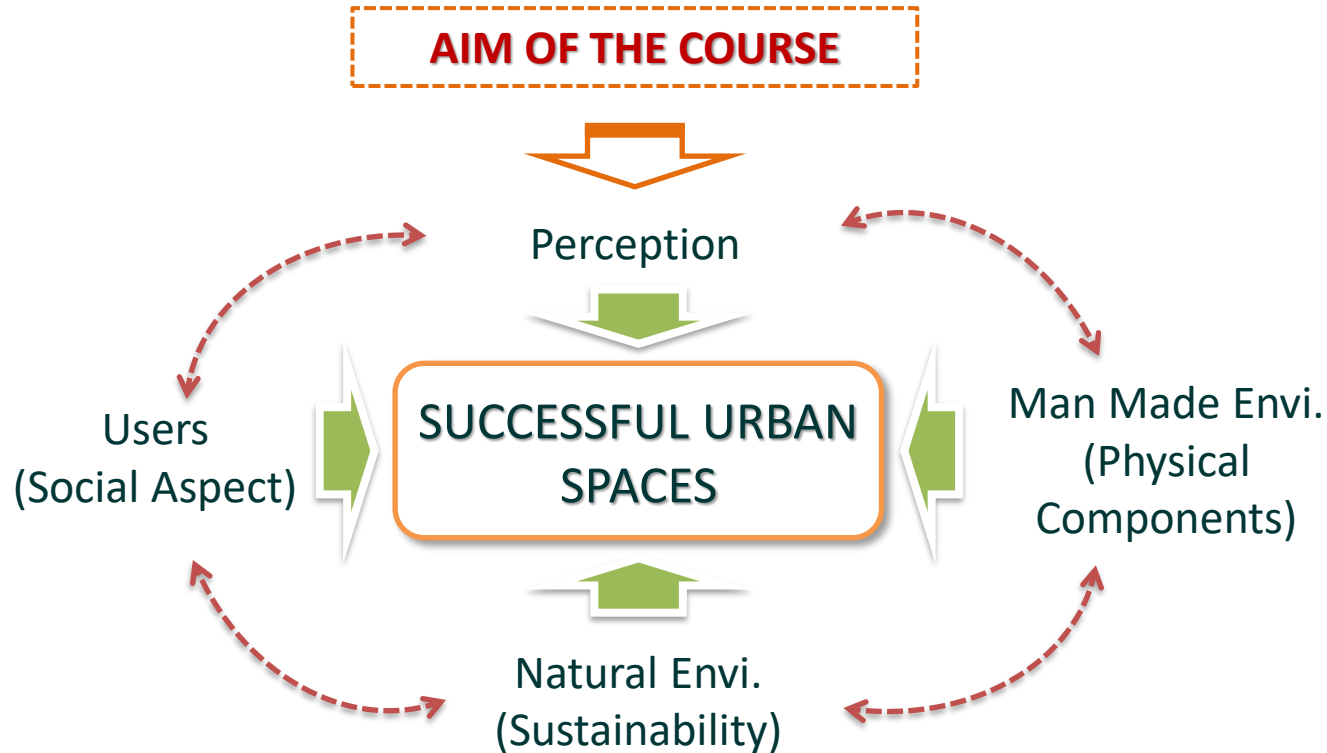 AIM OF THE COURSE
Perception
Users
(Social Aspect)
SUCCESSFUL URBAN
SPACES
Man Made Envi.
(Physical
Components)
Natural Envi.
(Sustainability)